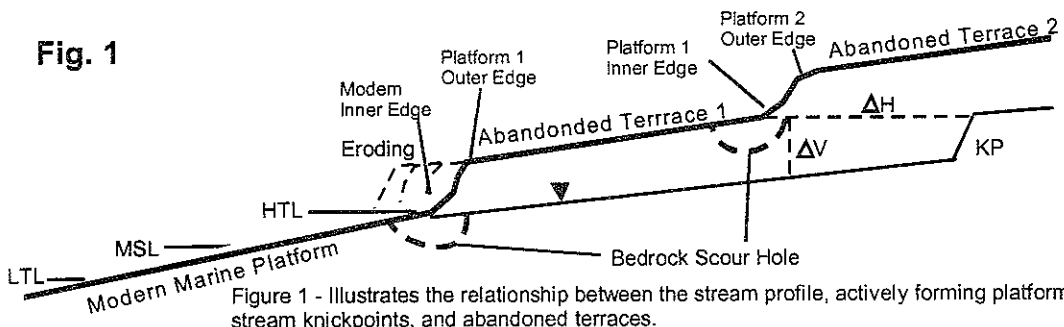 Fig. 1
Modern
Inner Edge
Platform 1
Outer Edge
Platform 1
Inner Edge
Platform 2
Outer Edge
Abandoned Terrace 2
Abandonded Terrrace 1
Eroding
ΔH
ΔV
KP
HTL
MSL
LTL
Modern Marine Platform
Bedrock Scour Hole
Figure 1 - Illustrates the relationship between the stream profile, actively forming platform
stream knickpoints, and abandoned terraces.